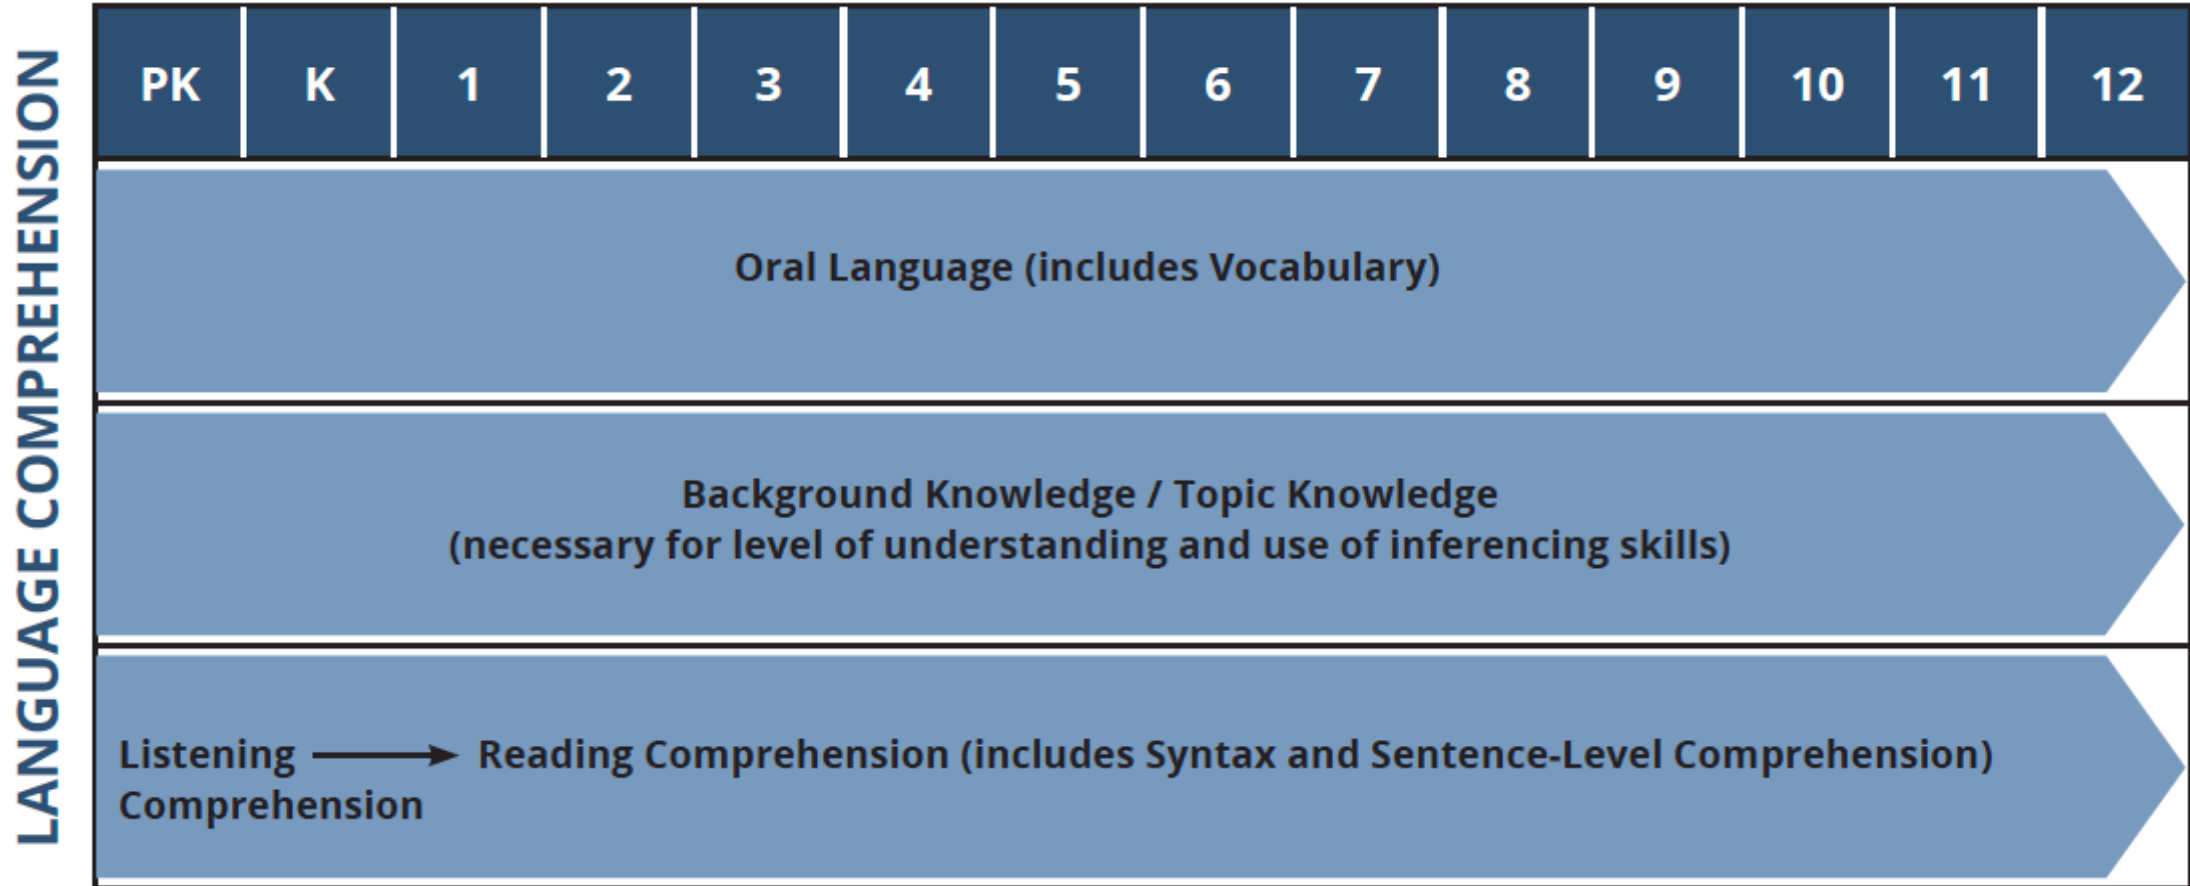 LANGUAGE COMPREHENSION
PK K 1 2 3 4 5 6 7 8 9 10 11 12
Oral Language (includes Vocabulary)
Background Knowledge / Topic Knowledge
(necessary for level of understanding and use of inferencing skills)
Listening Reading Comprehension (includes Syntax and Sentence-Level Comprehension)
Comprehension